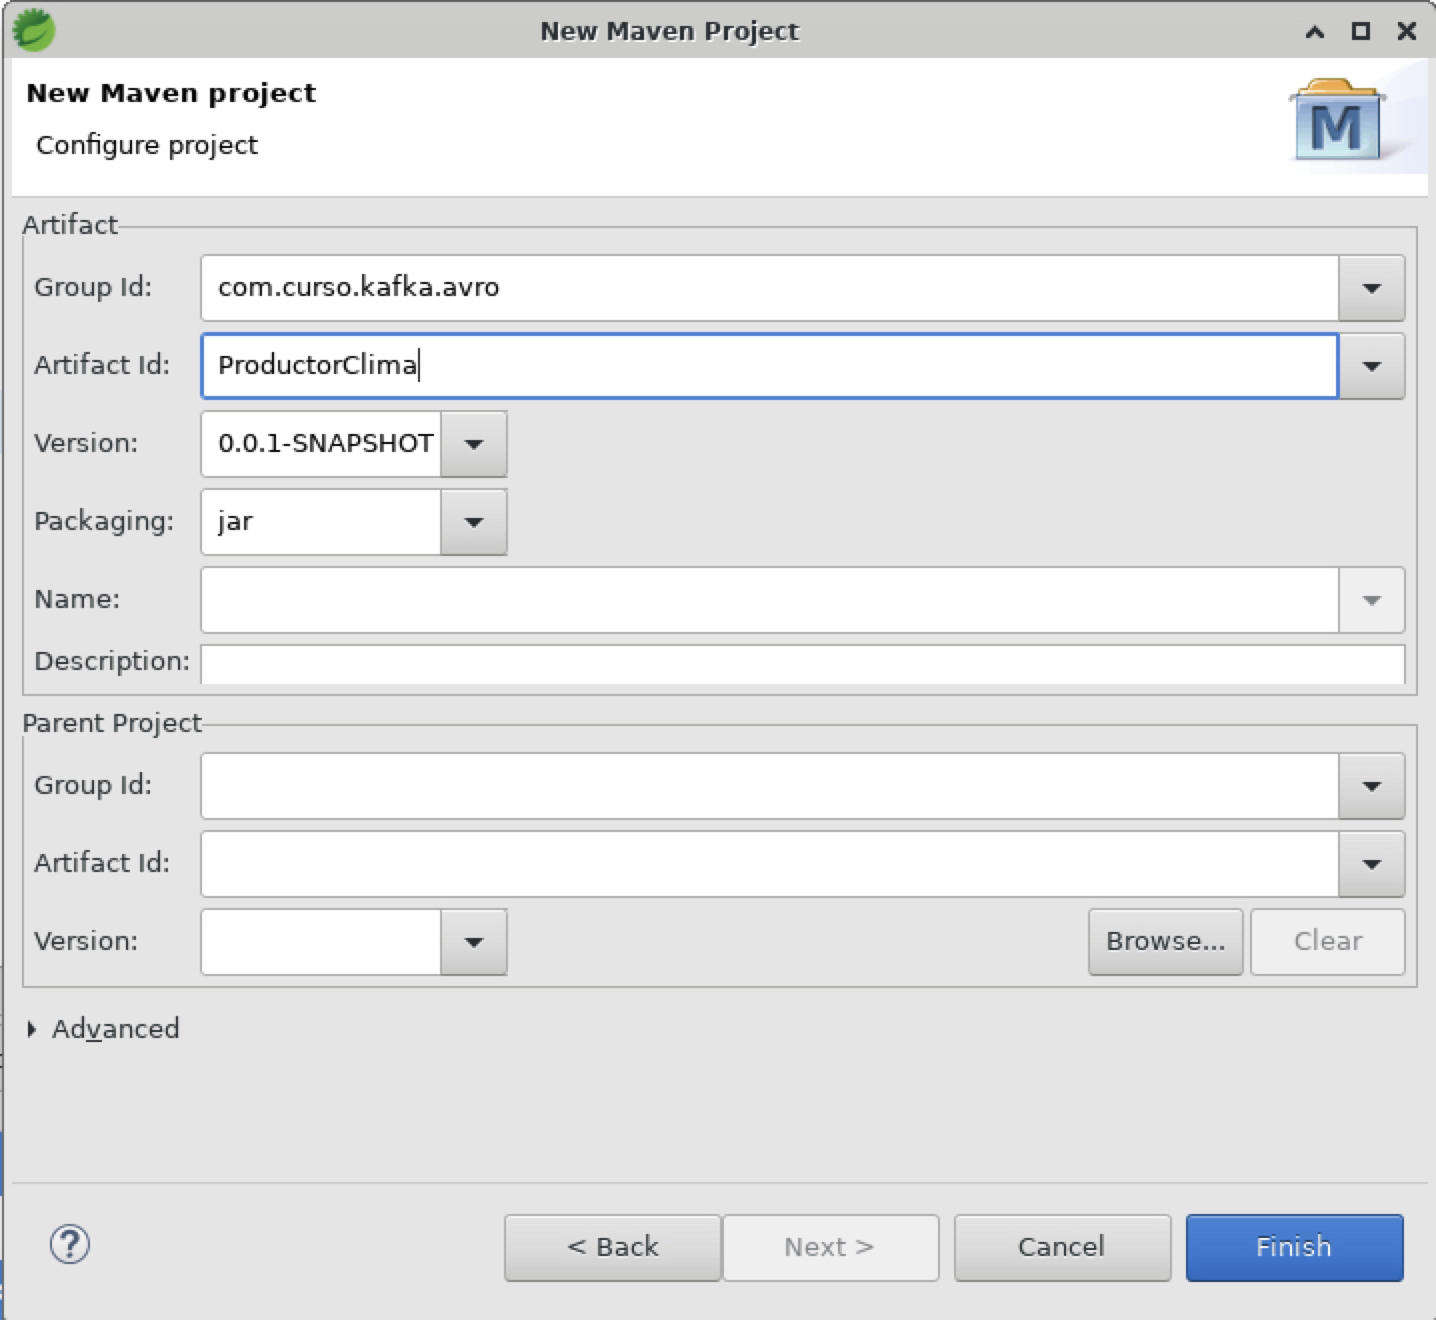 New Maven Project
New Maven project
M
Configure project
Artifact
Group Id: com.curso.kafka.avro
Artifact Id: ProductorClima
Version: 0.0.1-SNAPSHOT
Packaging: jar
Name:
Description:
Parent Project
Group Id:
Artifact Id:
Version: Browse... Clear
Advanced
? < Back Next > Cancel Finish